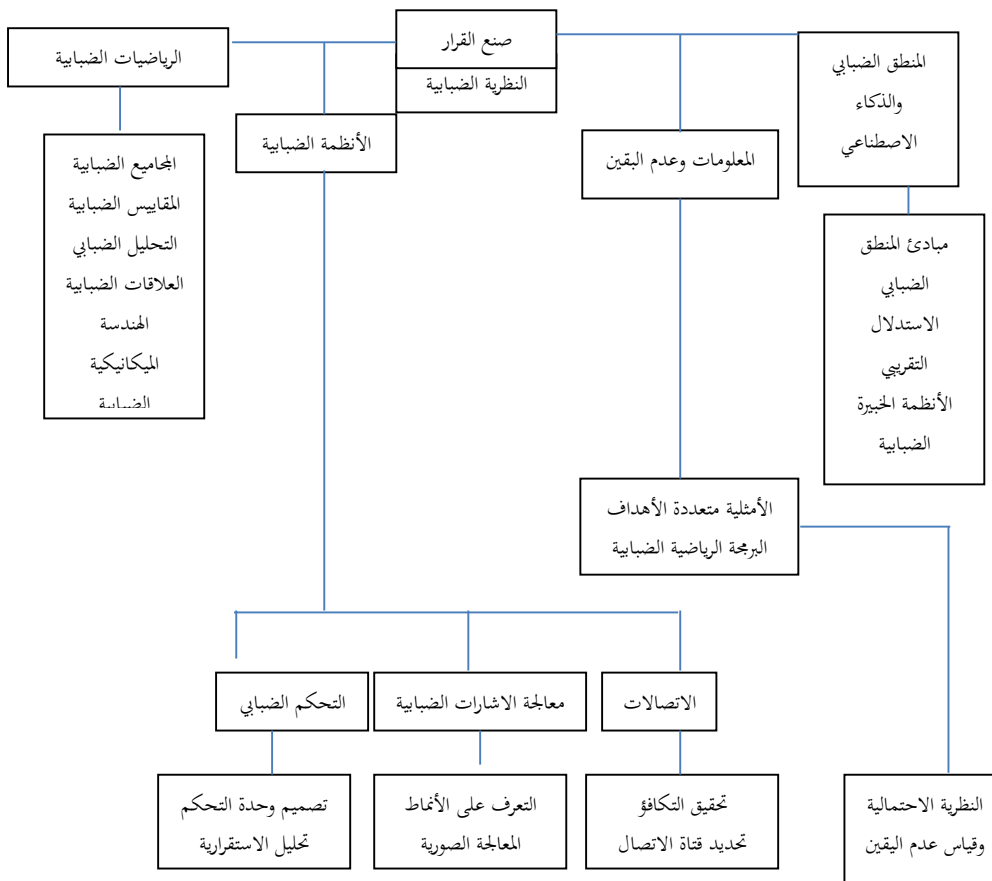 صنع القرار
النظرية الضبابية
المنطق الضبابي
والذكاء
الاصطناعي
المعلومات وعدم البقين
الأنظمة الضبابية
الرياضيات الضبابية
مبادئ المنطق
الضبابي
الاستدلال
التقريبي
الأنظمة الخبيرة
الضبابية
المجاميع الضبابية
المقاييس الضبابية
التحليل الضبابي
العلاقات الضبابية
الهندسة
الميكانيكية
الضبابية
الأمثلية متعددة الأهداف
البرمجة الرياضية الضبابية
الاتصالات
معالجة الاشارات الضبابية
التحكم الضبابي
النظرية الاحتمالية
وقياس عدم اليقين
تحقيق التكافؤ
تحديد قتاة الاتصال
التعرف على الأنماط
المعالجة الصورية
تصميم وحدة التحكم
تحليل الاستقرارية